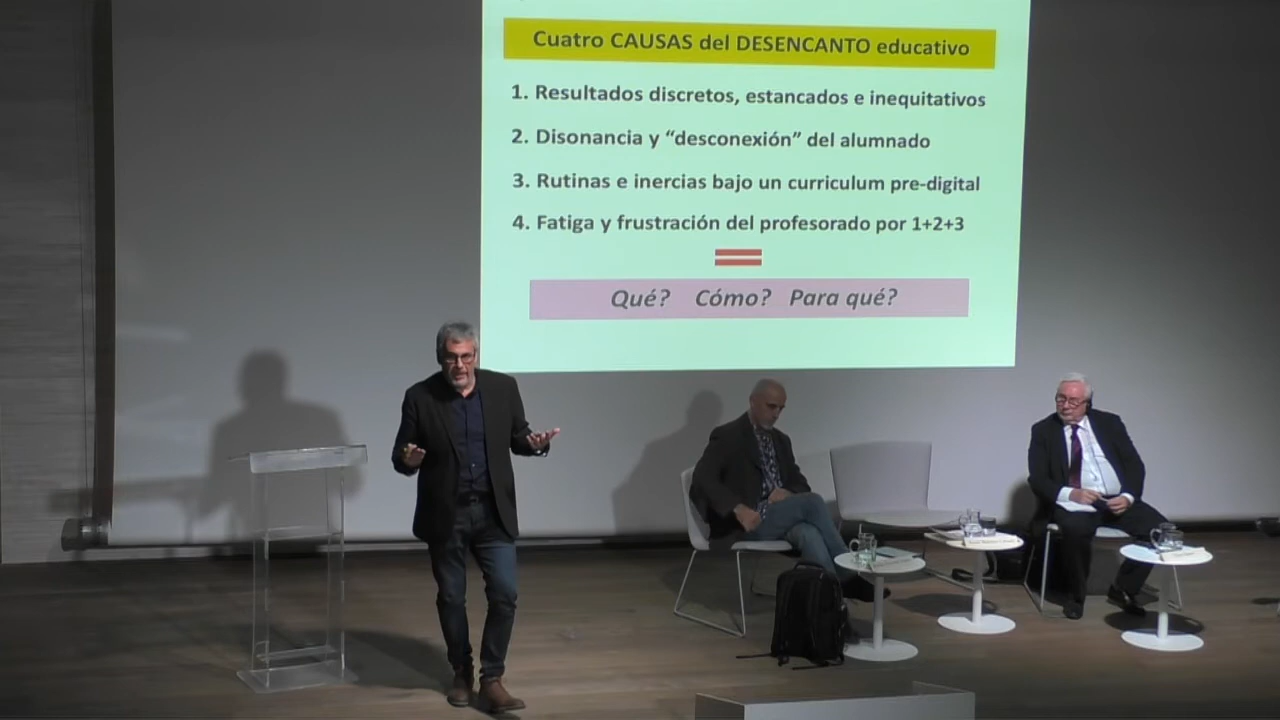 Cuatro CAUSAS del DESENCANTO educativo
1. Resultados discretos, estancados e inequitativos
2. Disonancia y “desconexión” del alumnado
3. Rutinas e inercias bajo un curriculum pre-digital
4. Fatiga y frustración del profesorado por 1+2+3
Qué? Cómo? Para qué?